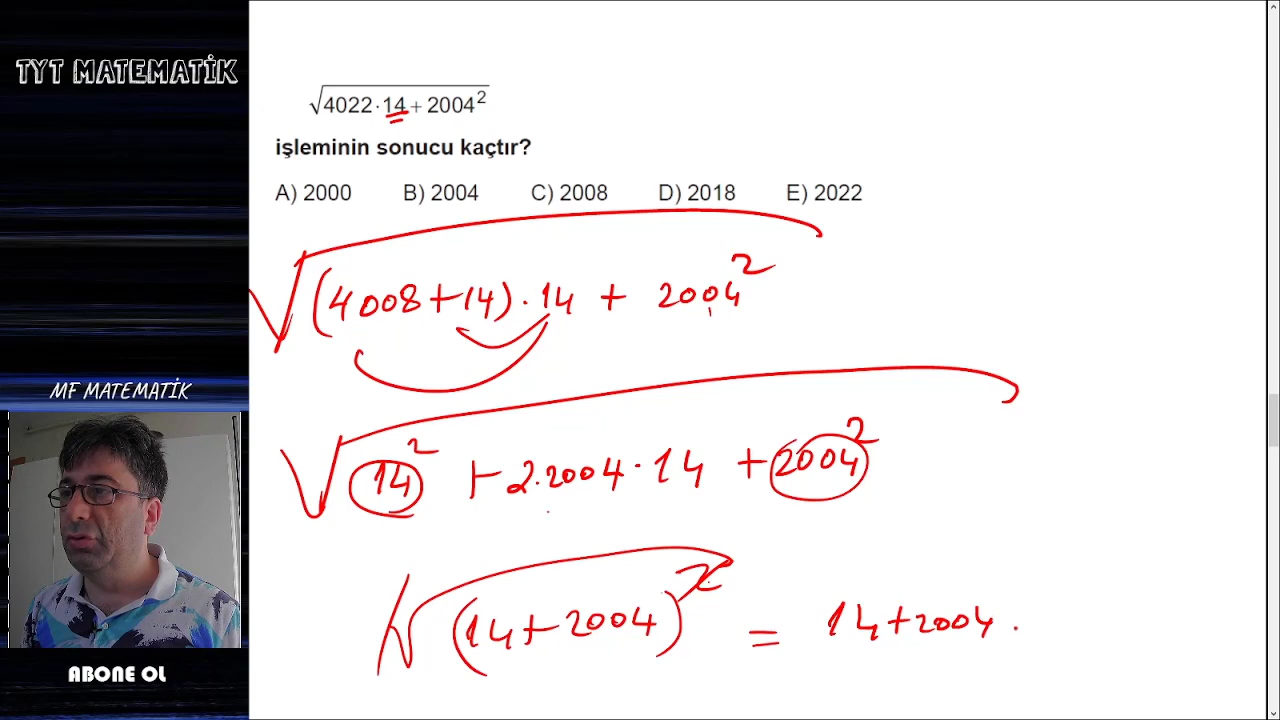 TYT MATEMATİK
√4022·14+2004²
işleminin sonucu kaçtır?
A) 2000 B) 2004 C) 2008 D) 2018 E) 2022
√(4008+14)·14 + 2004²
√14² +2·2004·14 +2004²
√(14+2004)² = 14+2004.
MF MATEMATİK
ABONE OL